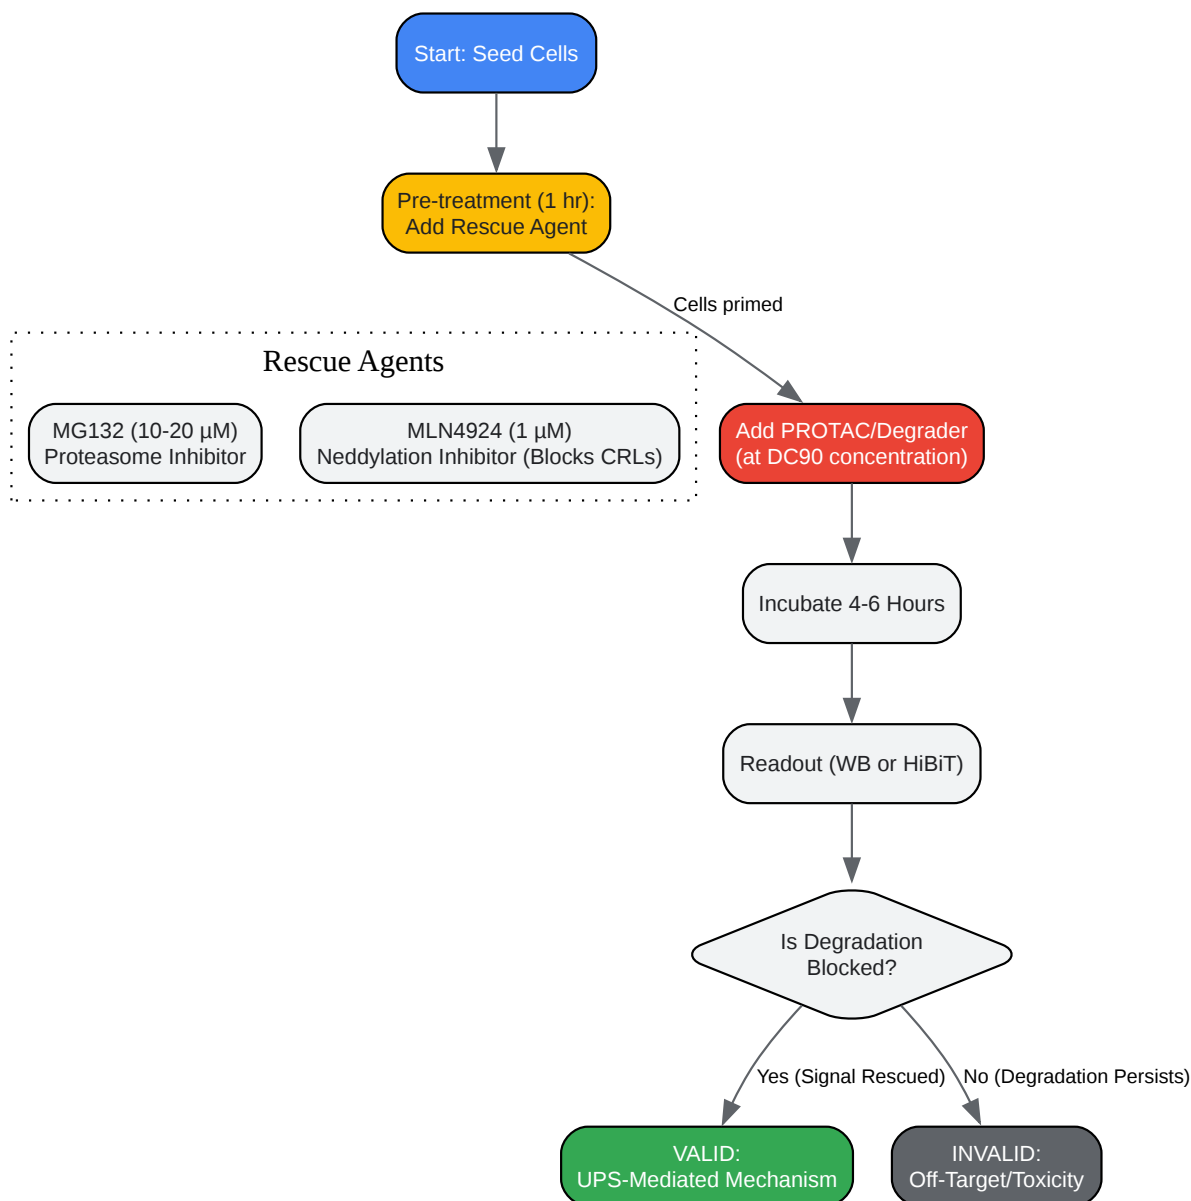 Start: Seed Cells
Pre-treatment (1 hr):
Add Rescue Agent
Cells primed
Rescue Agents
MG132 (10-20 µM)
Proteasome Inhibitor
MLN4924 (1 µM)
Neddylation Inhibitor (Blocks CRLs)
Add PROTAC/Degrader
(at DC90 concentration)
Incubate 4-6 Hours
Readout (WB or HiBiT)
Is Degradation
Blocked?
Yes (Signal Rescued)
No (Degradation Persists)
VALID:
UPS-Mediated Mechanism
INVALID:
Off-Target/Toxicity